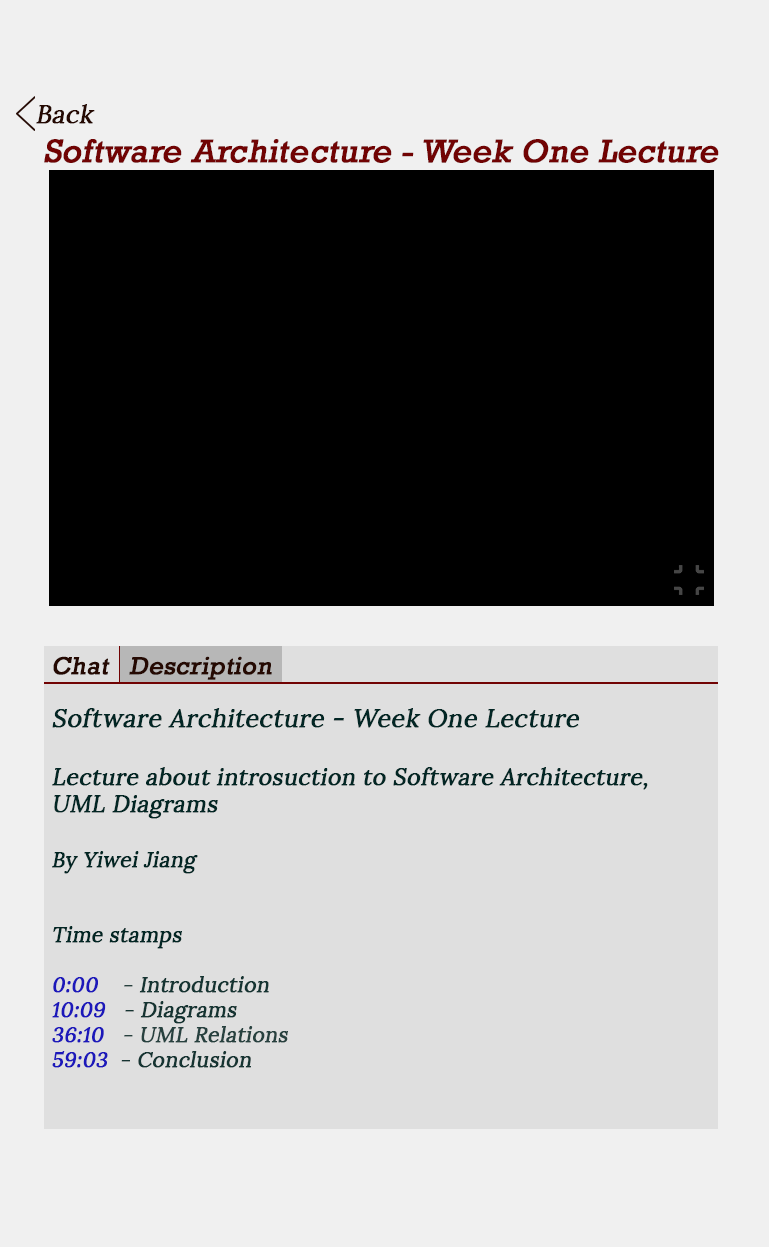 Back
Software Architecture - Week One Lecture
Chat Description
Software Architecture - Week One Lecture
Lecture about introsuction to Software Architecture,
UML Diagrams
By Yiwei Jiang
Time stamps
0:00 - Introduction
10:09 - Diagrams
36:10 - UML Relations
59:03 - Conclusion